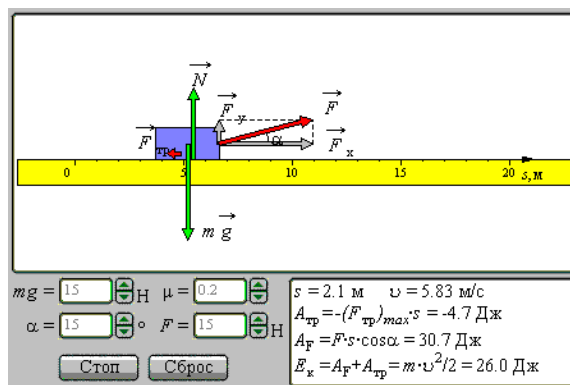 N
F y F
F тр α F x
0 5 10 15 20 s, м
m g
mg = 15 Н μ = 0.2
α = 15 ° F = 15 Н
Стоп Сброс
s = 2.1 м υ = 5.83 м/с
Aтр = -(Fтр)max·s = -4.7 Дж
AF = F·s·cosα = 30.7 Дж
Eк = AF + Aтр = m·υ²/2 = 26.0 Дж